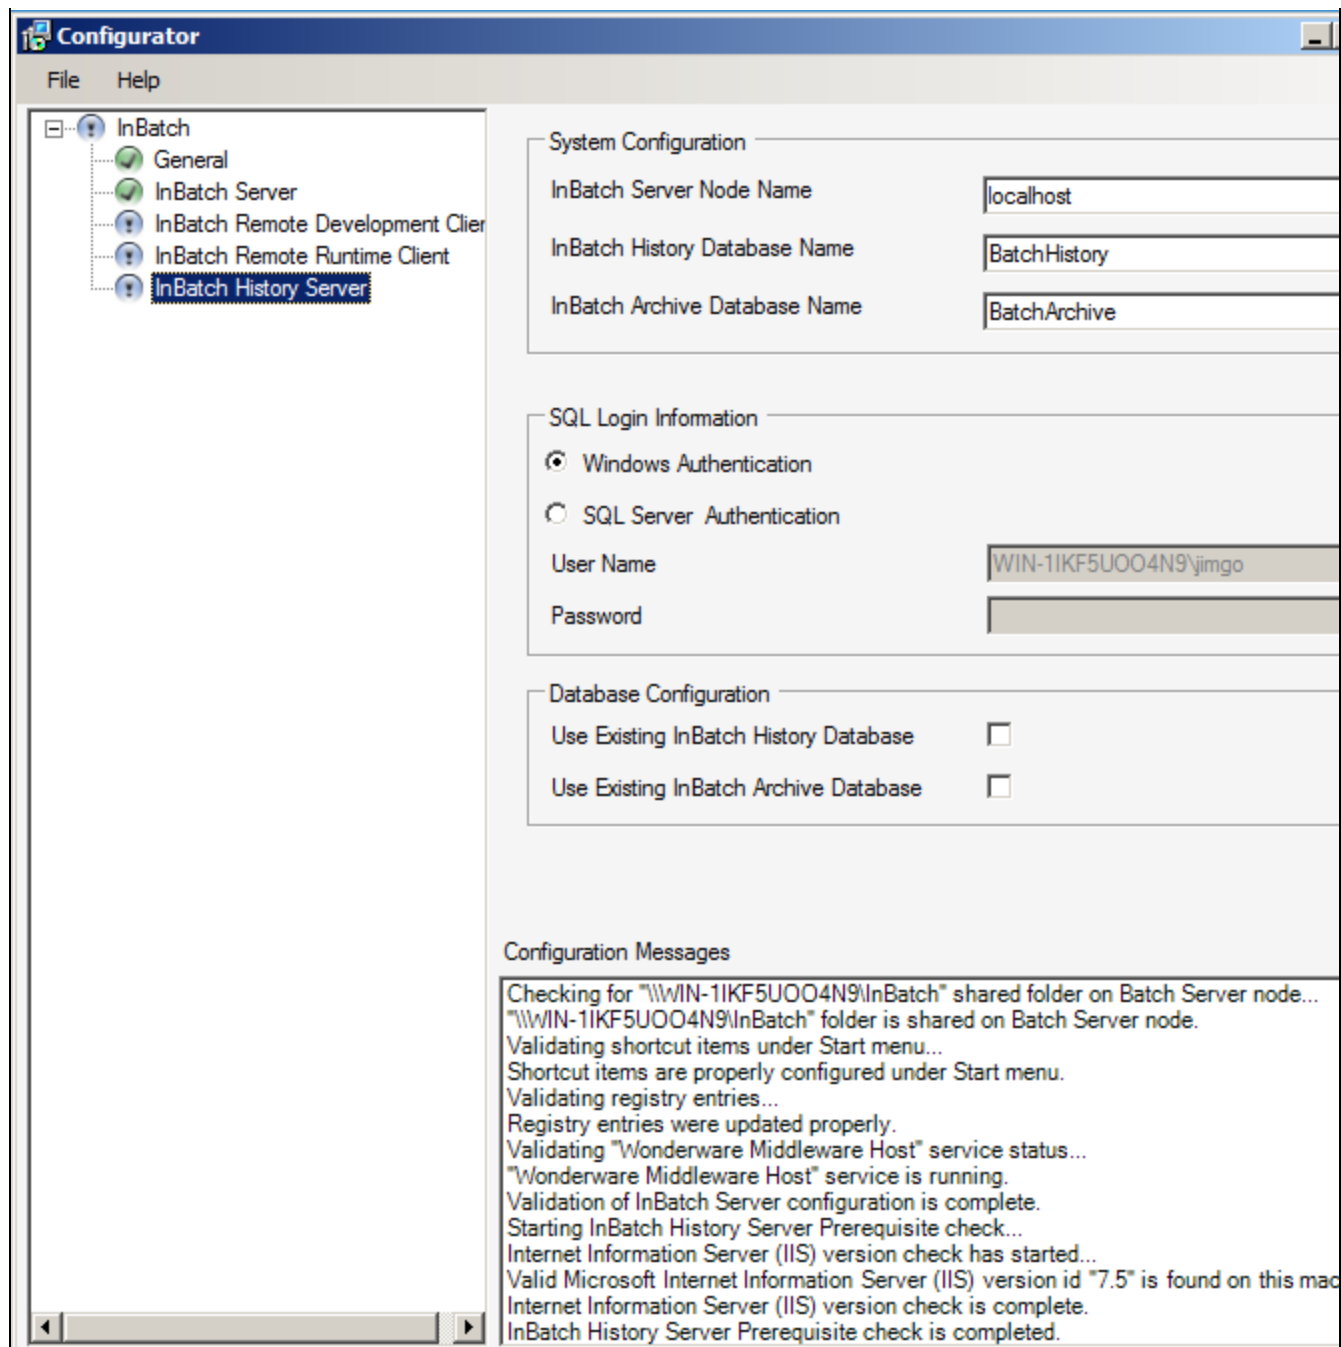 Configurator
File Help
InBatch
General
InBatch Server
InBatch Remote Development Clier
InBatch Remote Runtime Client
InBatch History Server
System Configuration
InBatch Server Node Name localhost
InBatch History Database Name BatchHistory
InBatch Archive Database Name BatchArchive
SQL Login Information
Windows Authentication
SQL Server Authentication
User Name WIN-1IKF5UOO4N9\jimgo
Password
Database Configuration
Use Existing InBatch History Database
Use Existing InBatch Archive Database
Configuration Messages
Checking for "\\WIN-1IKF5UOO4N9\InBatch" shared folder on Batch Server node...
"\\WIN-1IKF5UOO4N9\InBatch" folder is shared on Batch Server node.
Validating shortcut items under Start menu...
Shortcut items are properly configured under Start menu.
Validating registry entries...
Registry entries were updated properly.
Validating "Wonderware Middleware Host" service status...
"Wonderware Middleware Host" service is running.
Validation of InBatch Server configuration is complete.
Starting InBatch History Server Prerequisite check...
Internet Information Server (IIS) version check has started...
Valid Microsoft Internet Information Server (IIS) version id "7.5" is found on this mac
Internet Information Server (IIS) version check is complete.
InBatch History Server Prerequisite check is completed.